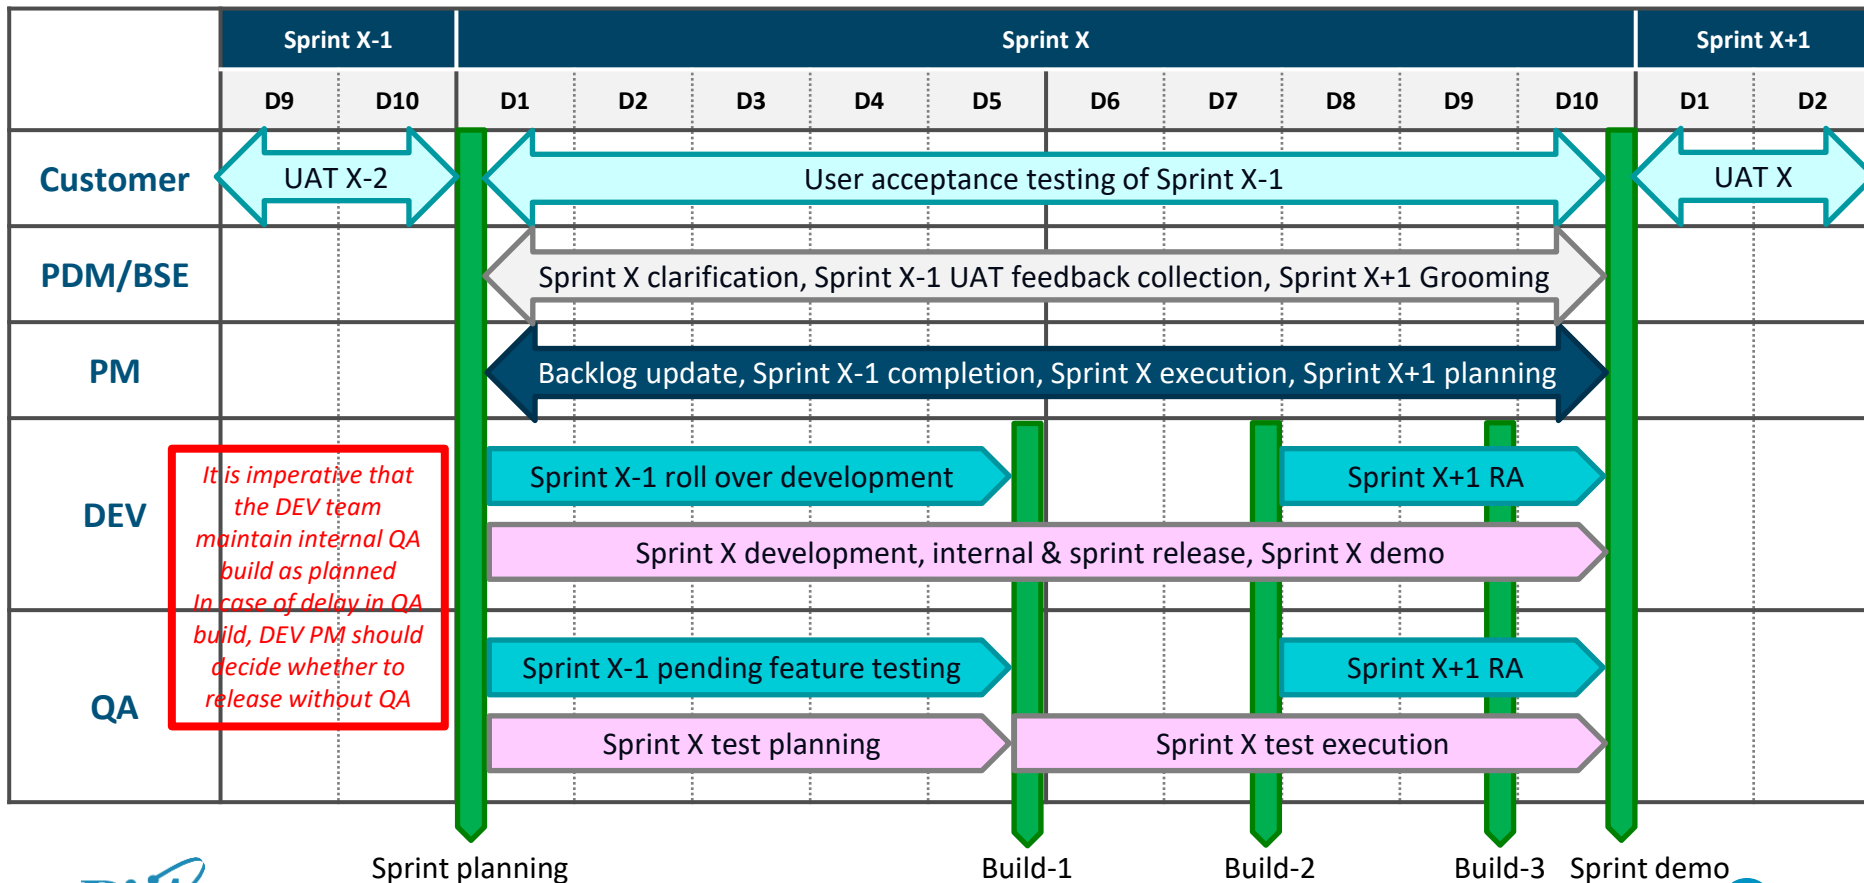 Sprint X-1
Sprint X
Sprint X+1
D9
D10
D1
D2
D3
D4
D5
D6
D7
D8
D9
D10
D1
D2
Customer
UAT X-2
User acceptance testing of Sprint X-1
UAT X
PDM/BSE
Sprint X clarification, Sprint X-1 UAT feedback collection, Sprint X+1 Grooming
PM
Backlog update, Sprint X-1 completion, Sprint X execution, Sprint X+1 planning
DEV
It is imperative that
the DEV team
maintain internal QA
build as planned
In case of delay in QA
build, DEV PM should
decide whether to
release without QA
Sprint X-1 roll over development
Sprint X+1 RA
Sprint X development, internal & sprint release, Sprint X demo
QA
Sprint X-1 pending feature testing
Sprint X+1 RA
Sprint X test planning
Sprint X test execution
Sprint planning
Build-1
Build-2
Build-3
Sprint demo